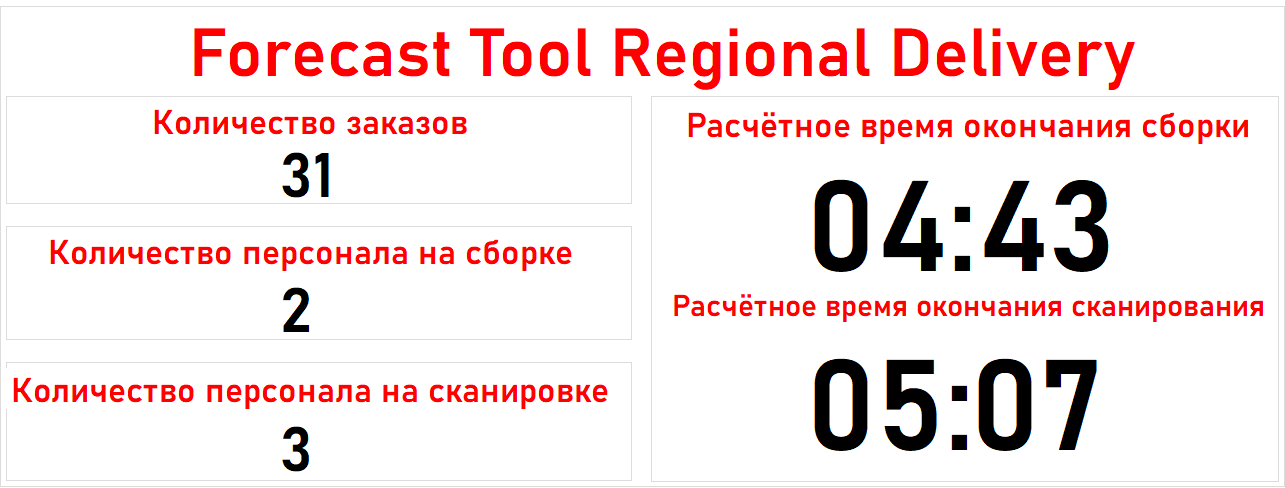 Forecast Tool Regional Delivery
Количество заказов
31
Количество персонала на сборке
2
Количество персонала на сканировке
3
Расчётное время окончания сборки
04:43
Расчётное время окончания сканирования
05:07